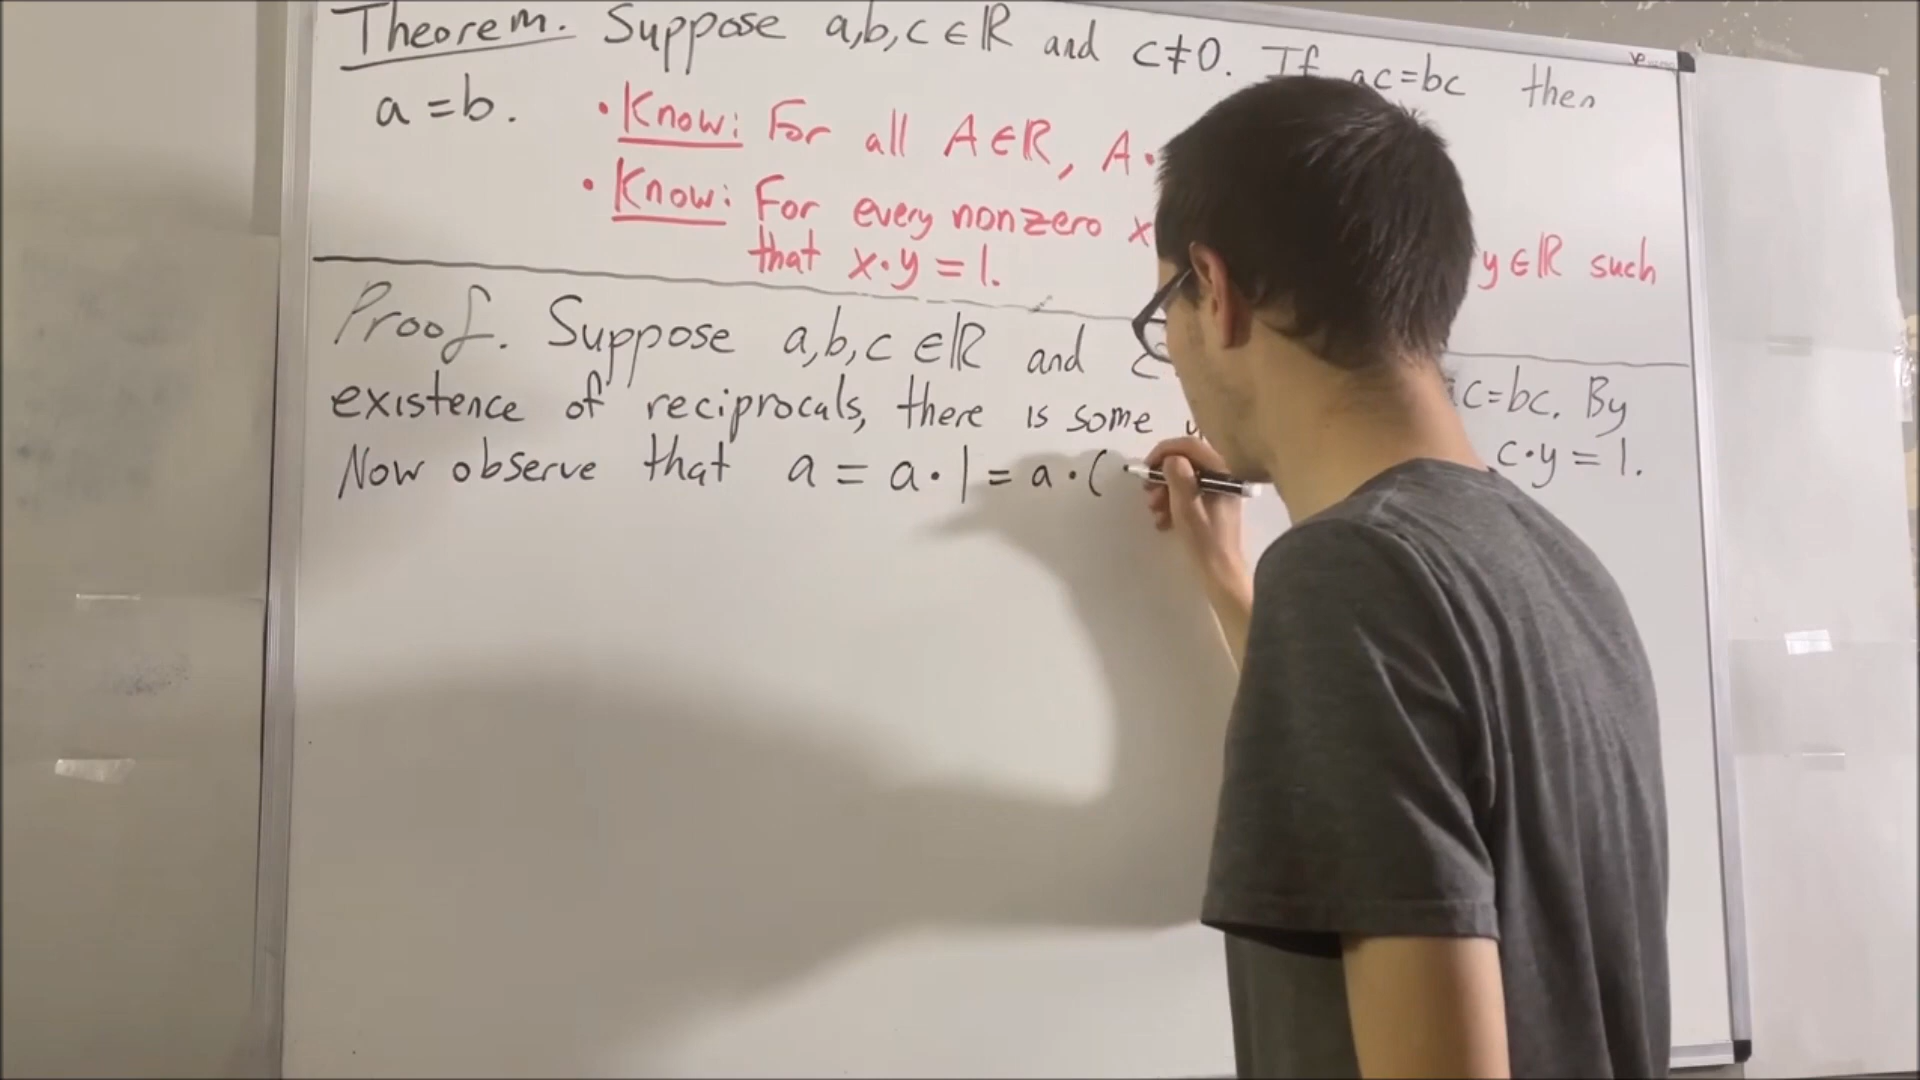 Theorem. Suppose a,b,c ∈ ℝ and c≠0. If ac=bc then
a=b.
• Know: For all A∈ℝ, A·
• Know: For every nonzero x y∈ℝ such
that x·y = 1.
Proof. Suppose a,b,c ∈ℝ and c=bc. By
existence of reciprocals, there is some c·y = 1.
Now observe that a = a·1 = a·(